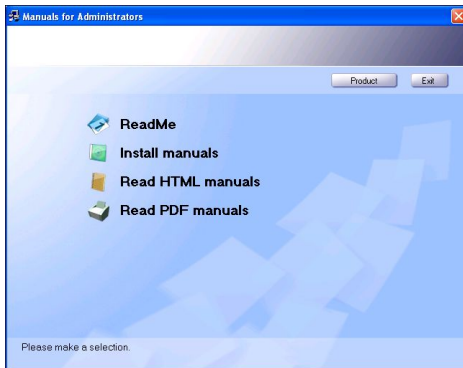 Manuals for Administrators
Product
Exit
ReadMe
Install manuals
Read HTML manuals
Read PDF manuals
Please make a selection.